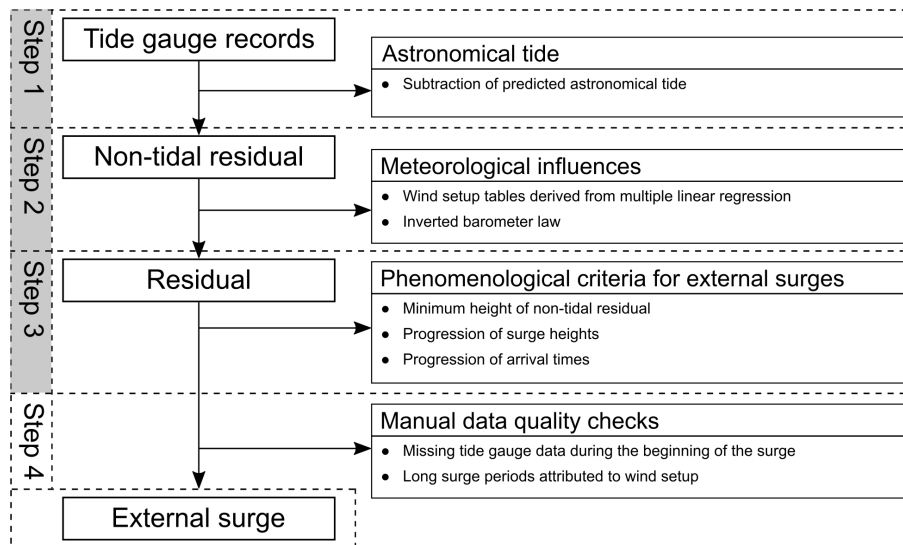 Step 1
Tide gauge records
Astronomical tide
● Subtraction of predicted astronomical tide
Step 2
Non-tidal residual
Meteorological influences
● Wind setup tables derived from multiple linear regression
● Inverted barometer law
Step 3
Residual
Phenomenological criteria for external surges
● Minimum height of non-tidal residual
● Progression of surge heights
● Progression of arrival times
Step 4
Manual data quality checks
● Missing tide gauge data during the beginning of the surge
● Long surge periods attributed to wind setup
External surge